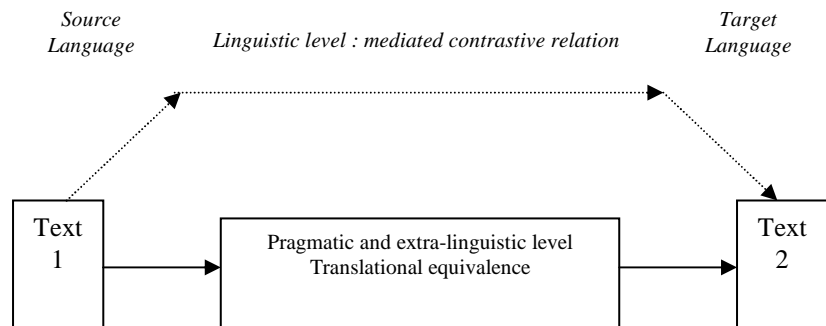 Source
Language
Linguistic level : mediated contrastive relation
Target
Language
Text
1
Pragmatic and extra-linguistic level
Translational equivalence
Text
2